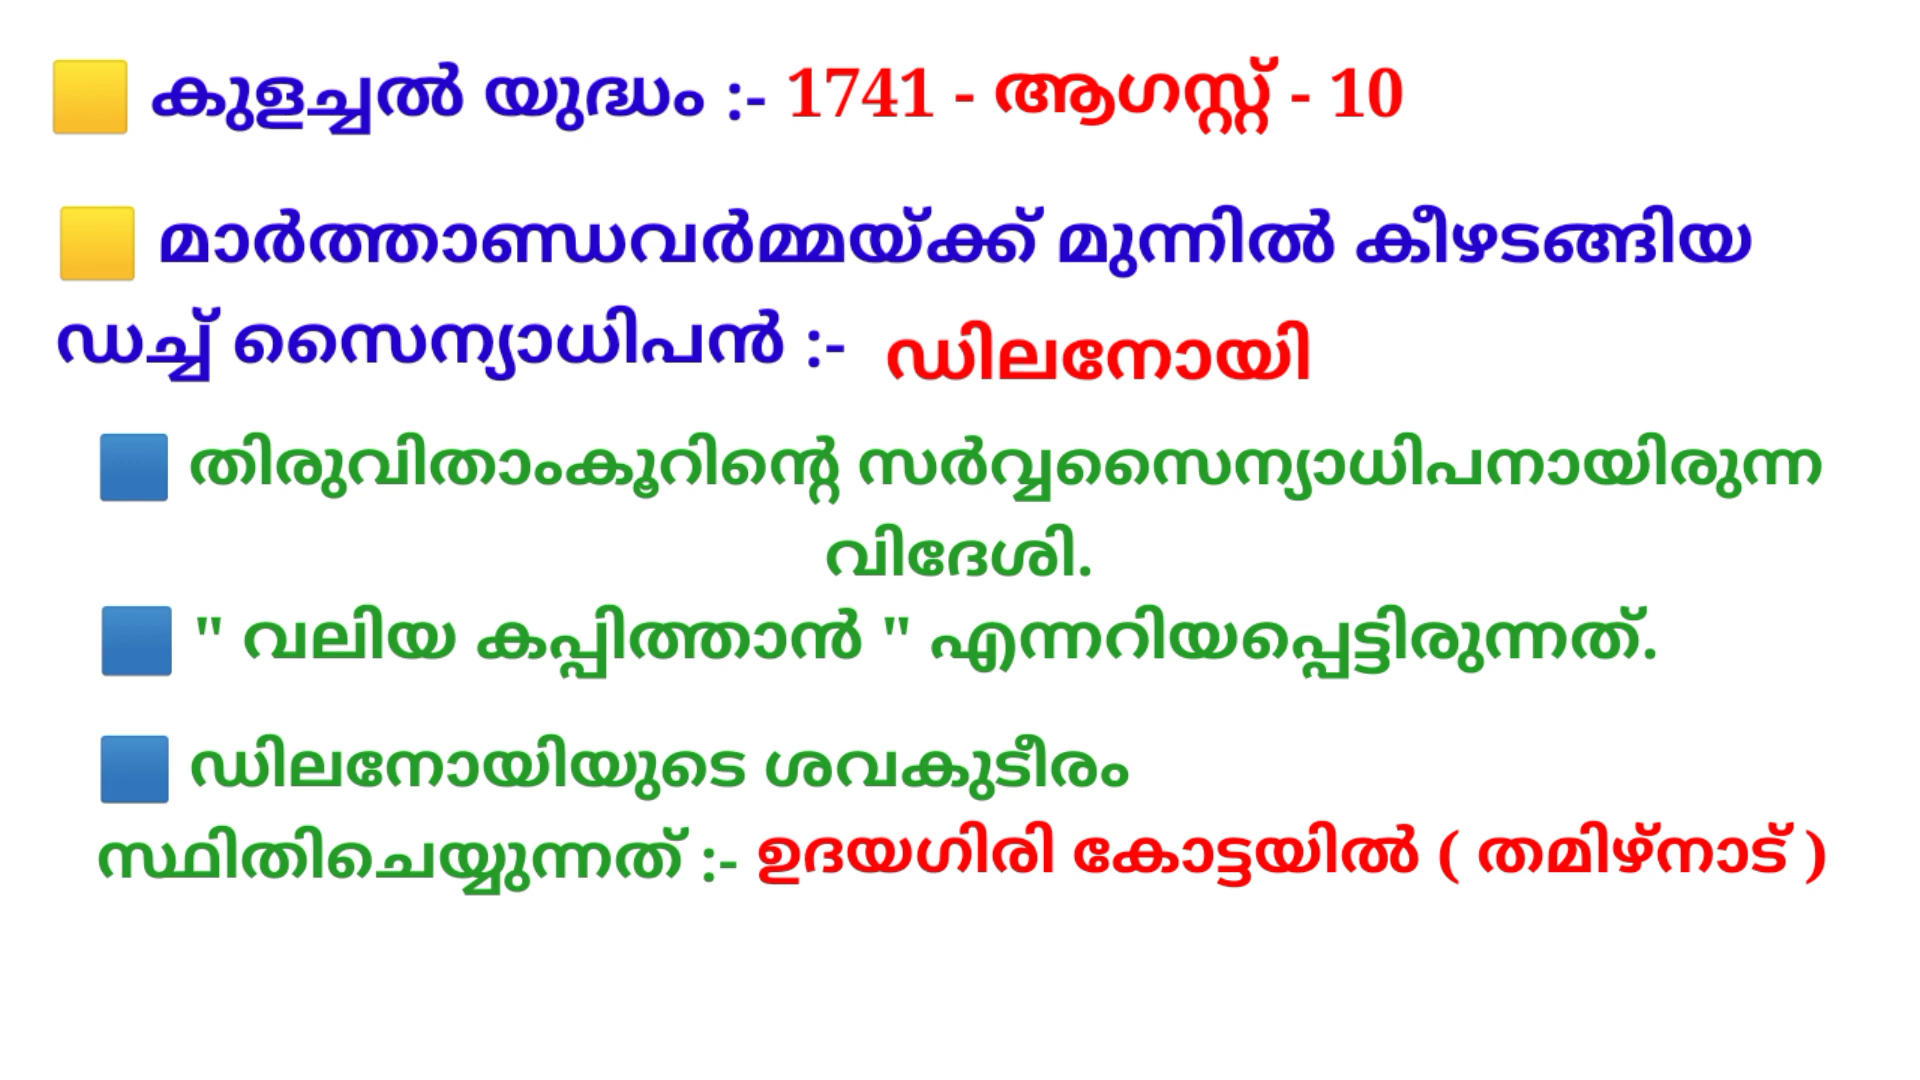 കുളച്ചൽ യുദ്ധം :- 1741 - ആഗസ്റ്റ് - 10
മാർത്താണ്ഡവർമ്മയ്ക്ക് മുന്നിൽ കീഴടങ്ങിയ
ഡച്ച് സൈന്യാധിപൻ :- ഡിലനോയി
തിരുവിതാംകൂറിന്റെ സർവ്വസൈന്യാധിപനായിരുന്ന
വിദേശി.
" വലിയ കപ്പിത്താൻ " എന്നറിയപ്പെട്ടിരുന്നത്.
ഡിലനോയിയുടെ ശവകുടീരം
സ്ഥിതിചെയ്യുന്നത് :- ഉദയഗിരി കോട്ടയിൽ ( തമിഴ്നാട് )